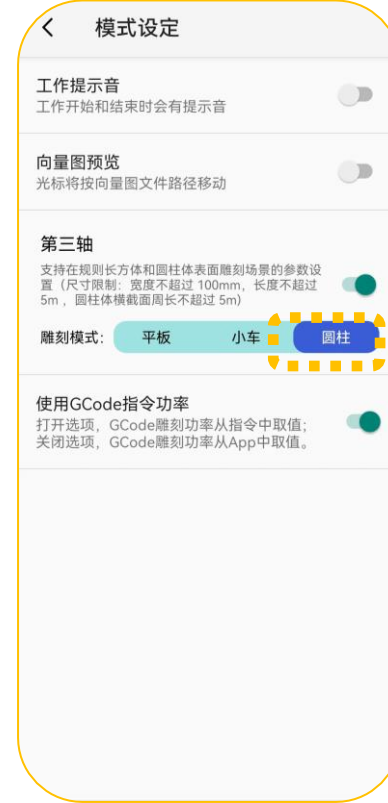 模式设定
工作提示音
工作开始和结束时会有提示音
向量图预览
光标将按向量图文件路径移动
第三轴
支持在规则长方体和圆柱体表面雕刻场景的参数设
置（尺寸限制：宽度不超过 100mm，长度不超过
5m ，圆柱体横截面周长不超过 5m)
雕刻模式： 平板 小车 圆柱
使用GCode指令功率
打开选项，GCode雕刻功率从指令中取值；
关闭选项，GCode雕刻功率从App中取值。